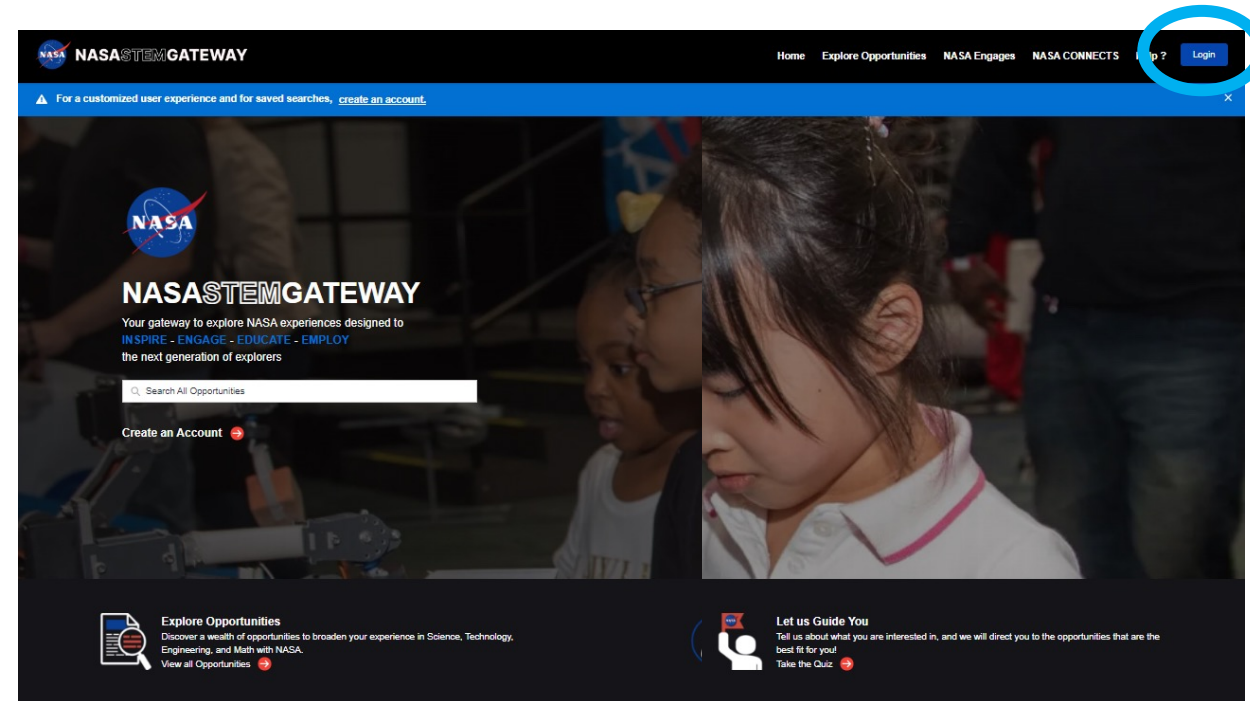 NASA NASASTEMGATEWAY
Home Explore Opportunities NASA Engages NASA CONNECTS Help ? Login
For a customized user experience and for saved searches, create an account. ×
NASA
NASASTEMGATEWAY
Your gateway to explore NASA experiences designed to
INSPIRE - ENGAGE - EDUCATE - EMPLOY
the next generation of explorers
Search All Opportunities
Create an Account
Explore Opportunities
Discover a wealth of opportunities to broaden your experience in Science, Technology,
Engineering, and Math with NASA.
View all Opportunities
Let us Guide You
Tell us about what you are interested in, and we will direct you to the opportunities that are the
best fit for you!
Take the Quiz